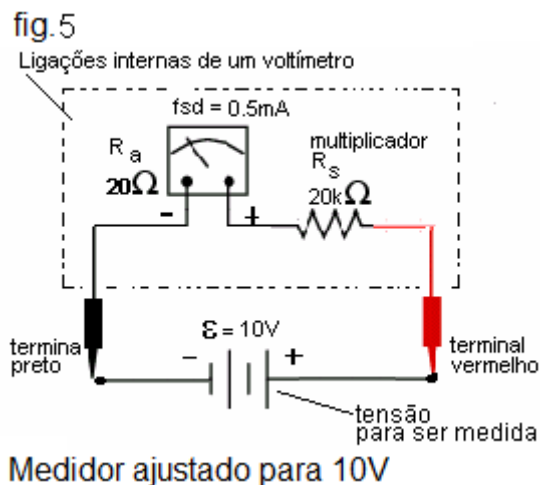 fig.5
Ligações internas de um voltímetro
fsd = 0.5mA
R a
20Ω
multiplicador
R s
20kΩ
- +
ε = 10V
- +
termina
preto
terminal
vermelho
tensão
para ser medida
Medidor ajustado para 10V